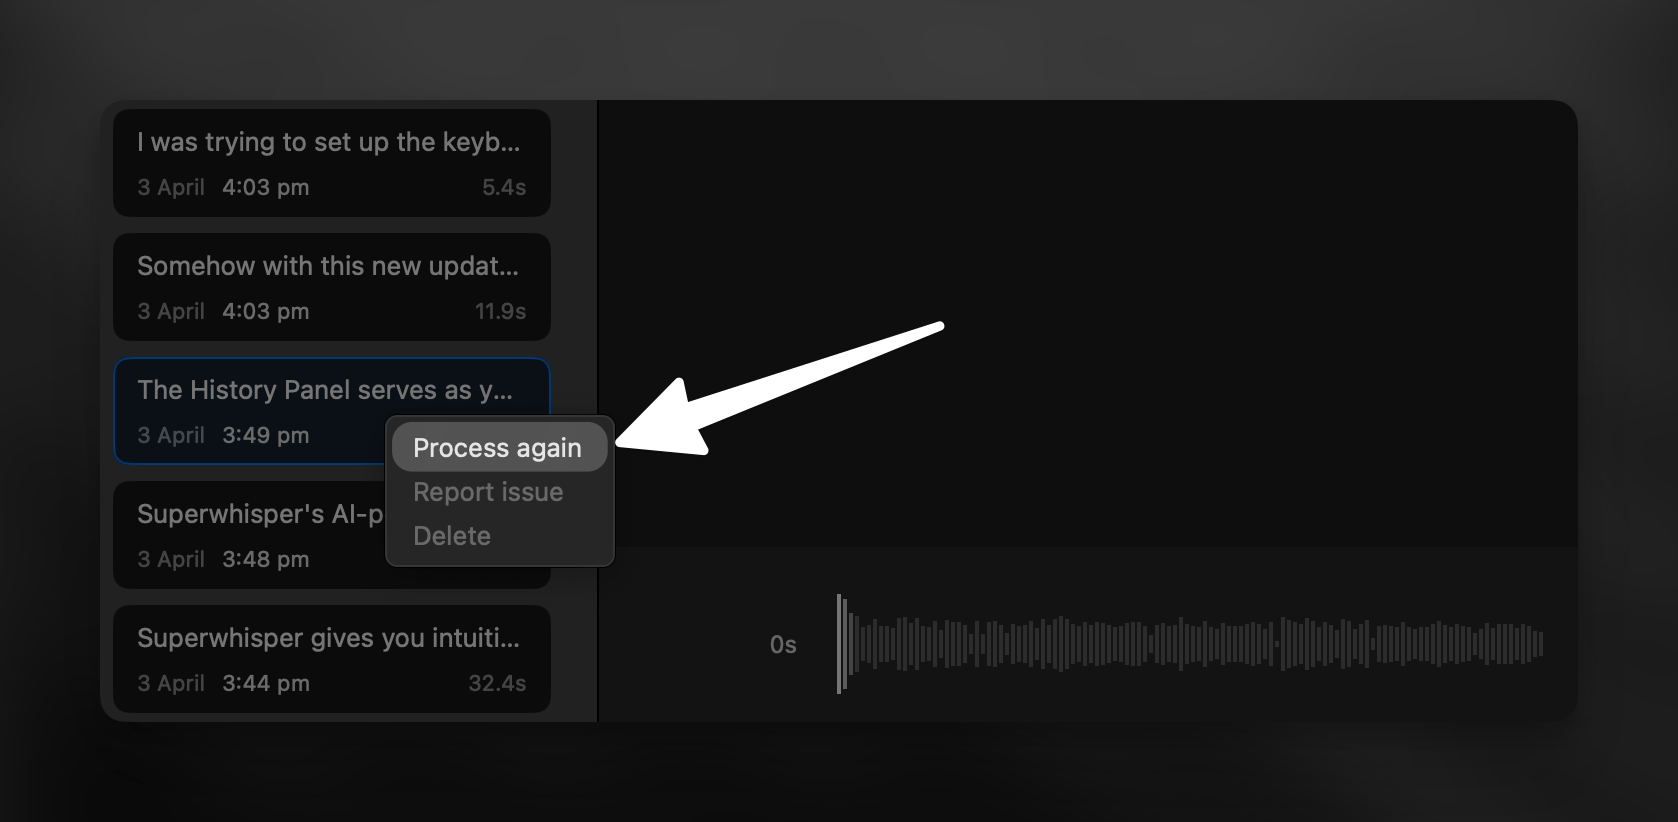 I was trying to set up the keyb...
3 April 4:03 pm 5.4s
Somehow with this new updat...
3 April 4:03 pm 11.9s
The History Panel serves as y...
3 April 3:49 pm
Process again
Report issue
Delete
Superwhisper's AI-p
3 April 3:48 pm
Superwhisper gives you intuiti...
3 April 3:44 pm 32.4s
0s